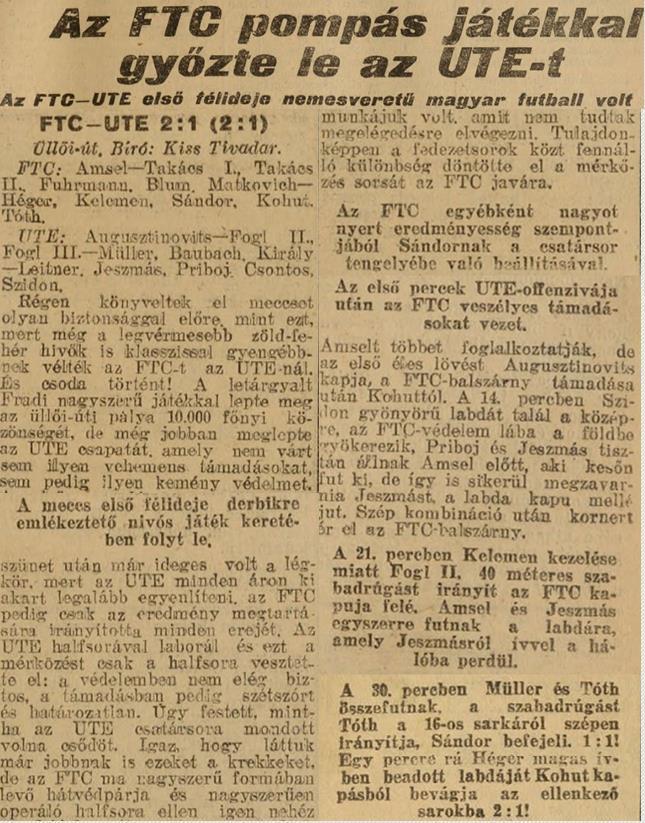 Az FTC pompás játékkal
győzte le az UTE-t
Az FTC—UTE első félideje nemesveretű magyar futball volt
FTC—UTE 2:1 (2:1)
Üllői-út, Biró: Kiss Tivadar.
FTC: Amsel—Takács I., Takács
II., Fuhrmann, Blum, Matkovich—
Héger, Kelemen, Sándor, Kohut,
Tóth.
UTE: Augusztinovits—Fogl II.,
Fogl III.—Müller, Baubach, Király
—Leitner, Jeszmás, Priboj, Csontos,
Szidon.
Régen könyveltek el meccset
olyan biztonsággal előre, mint ezt,
mert még a legvérmesebb zöld-fe-
hér hivők is klasszissal gyengébb-
nek vélték az FTC-t az UTE-nál.
És csoda történt! A letárgyalt
Fradi nagyszerű játékkal lepte meg
az üllői-úti pálya 10.000 főnyi kö-
zönségét, de még jobban meglepte
az UTE csapatát, amely nem várt
sem ilyen vehemens támadásokat,
sem pedig ilyen kemény védelmet.
A meccs első félideje derbikre
emlékeztető nivós játék kereté-
ben folyt le,
szünet után már ideges volt a lég-
kör, mert az UTE minden áron ki
akart legalább egyenlíteni, az FTC
pedig csak az eredmény megtartá-
sára irányította minden erejét. Az
UTE halfsorával laborál és ezt a
mérkőzést csak a halfsora vesztet-
te el: a védelemben nem elég biz-
tos, a támadásban pedig szétszórt
és határozatlan. Úgy festett, mint-
ha az UTE csatársora mondott
volna csődöt. Igaz, hogy láttuk
már jobbnak is ezeket a krekkeket,
de az FTC ma nagyszerű formában
levő hátvédpárja és nagyszerűen
operáló halfsora ellen igen nehéz
munkájuk volt, amit nem tudtak
megelégedésre elvégezni. Tulajdon-
képpen a fedezetsorok közt fennál-
ló különbség döntötte el a mérkő-
zés sorsát az FTC javára.
Az FTC egyébként nagyot
nyert eredményesség szempont-
jából Sándornak a csatársor
tengelyébe való beállításával.
Az első percek UTE-offenzivája
után az FTC veszélyes támadá-
sokat vezet.
Amselt többet foglalkoztatják, de
az első éles lövést Augusztinovits
kapja, a FTC-balszárny támadása
után Kohuttól. A 14. percben Szi-
don gyönyörű labdát talál a közép-
re, az FTC-védelem lába a földbe
gyökerezik, Priboj és Jeszmás tisz-
tán állnak Amsel előtt, aki későn
fut ki, de így is sikerül megzavar-
nia Jeszmást, a labda kapu mellé
jut. Szép kombináció után kornert
ér el az FTC-balszárny.
A 21. percben Kelemen kezelése
miatt Fogl II. 40 méteres sza-
badrúgást irányít az FTC ka-
puja felé. Amsel és Jeszmás
egyszerre futnak a labdára,
amely Jeszmásról ívvel a há-
lóba perdül.
A 30. percben Müller és Tóth
összefutnak, a szabadrúgást
Tóth a 16-os sarkáról szépen
irányítja, Sándor befejeli. 1:1!
Egy percre rá Héger magas ív-
ben beadott labdáját Kohut ka-
pásból bevágja az ellenkező
sarokba 2:1!